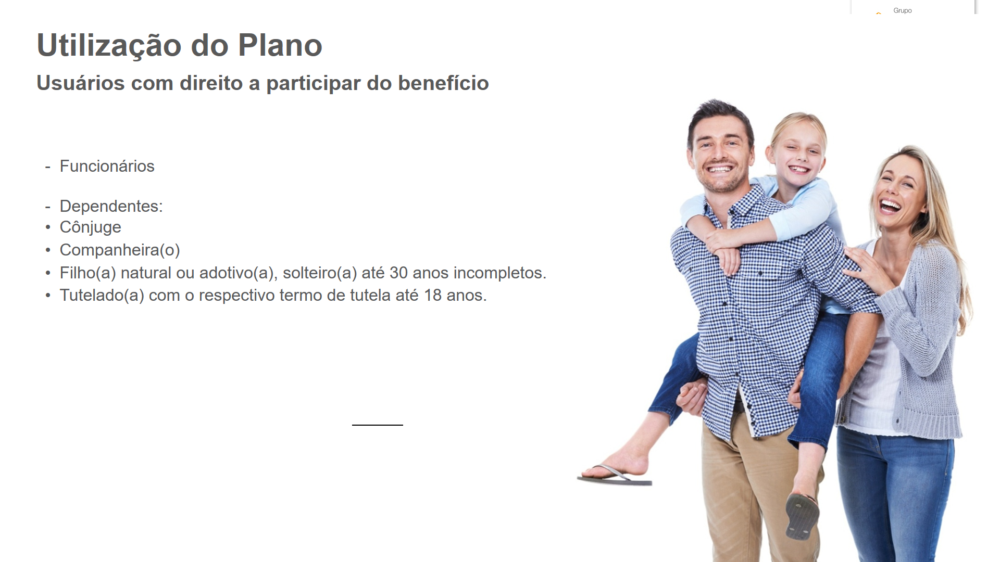 Grupo
Utilização do Plano
Usuários com direito a participar do benefício
- Funcionários
- Dependentes:
• Cônjuge
• Companheira(o)
• Filho(a) natural ou adotivo(a), solteiro(a) até 30 anos incompletos.
• Tutelado(a) com o respectivo termo de tutela até 18 anos.